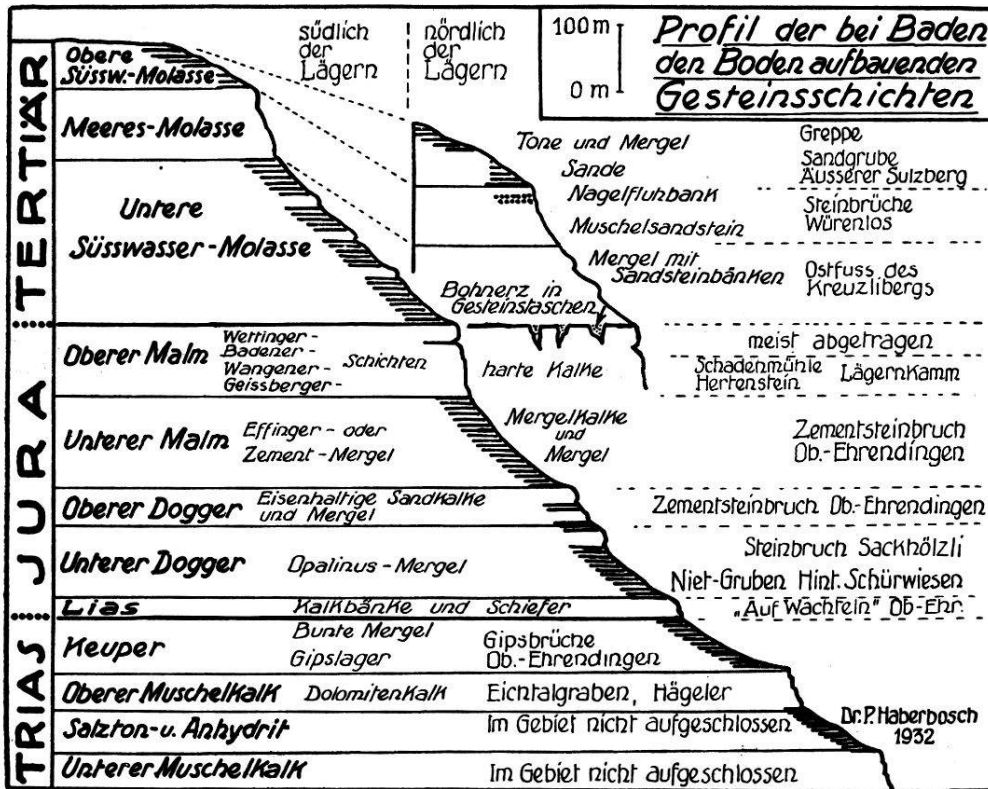 Profil der bei Baden
den Boden aufbauenden
Gesteinsschichten
100 m
0 m
südlich
der
Lägern
nördlich
der
Lägern
TERTIÄR
Obere
Süssw.-Molasse
Meeres-Molasse
Untere
Süsswasser-Molasse
Tone und Mergel
Sande
Nagelfluhbank
Muschelsandstein
Mergel mit
Sandsteinbänken
Bohnerz in
Gesteinstaschen
Greppe
Sandgrube
Äusserer Sulzberg
Steinbrüche
Würenlos
Ostfuss des
Kreuzlibergs
JURA
Oberer Malm
Wettinger-
Badener-
Wangener-
Geissberger-
Schichten
harte Kalke
meist abgetragen
Schadenmühle
Hertenstein
Lägernkamm
Unterer Malm
Effinger- oder
Zement-Mergel
Mergelkalke
und
Mergel
Zementsteinbruch
Ob.-Ehrendingen
Oberer Dogger
Eisenhaltige Sandkalke
und Mergel
Zementsteinbruch Ob.-Ehrendingen
Unterer Dogger
Opalinus-Mergel
Steinbruch Sackhölzli
Niet-Gruben Hint. Schürwiesen
Lias
Kalkbänke und Schiefer
„Auf Wachteln" Ob-Ehr.
TRIAS
Keuper
Bunte Mergel
Gipslager
Gipsbrüche
Ob.-Ehrendingen
Oberer Muschelkalk
Dolomitenkalk
Eichtalgraben, Hägeler
Salzton-u. Anhydrit
Im Gebiet nicht aufgeschlossen
Unterer Muschelkalk
Im Gebiet nicht aufgeschlossen
Dr. P. Haberbosch
1932